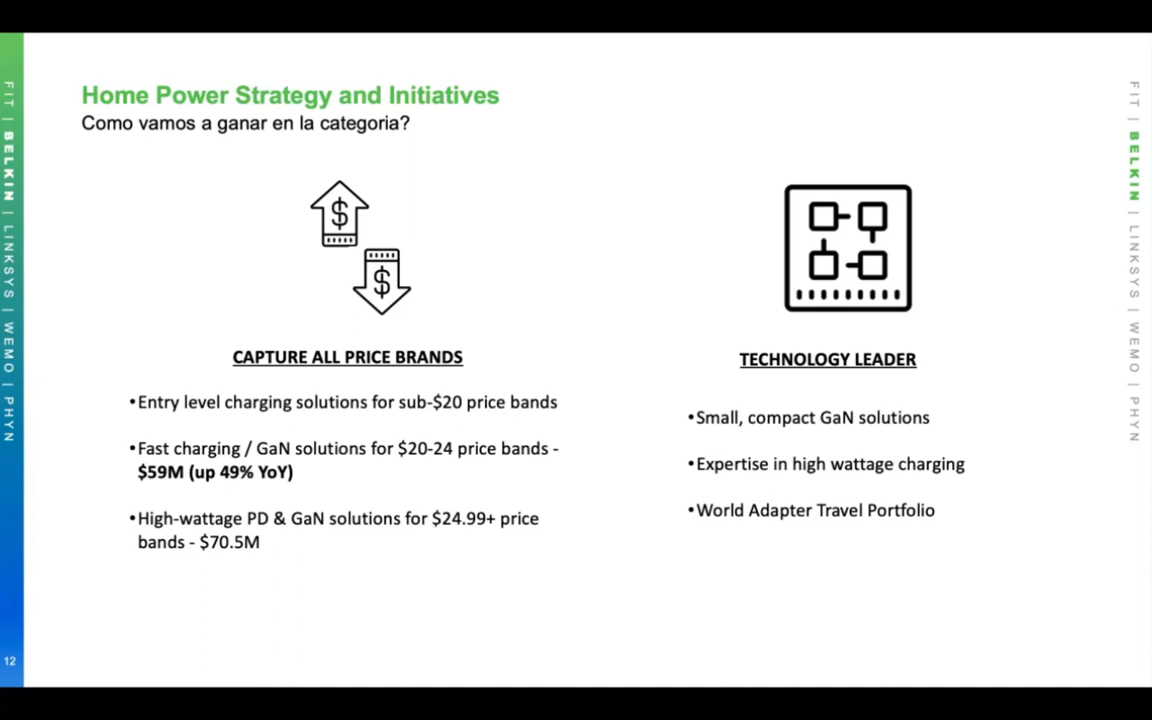 FIT | BELKIN | LINKSYS | WEMO | PHYN
Home Power Strategy and Initiatives
Como vamos a ganar en la categoria?
$
$
CAPTURE ALL PRICE BRANDS
•Entry level charging solutions for sub-$20 price bands
•Fast charging / GaN solutions for $20-24 price bands -
$59M (up 49% YoY)
•High-wattage PD & GaN solutions for $24.99+ price
bands - $70.5M
TECHNOLOGY LEADER
•Small, compact GaN solutions
•Expertise in high wattage charging
•World Adapter Travel Portfolio
FIT | BELKIN | LINKSYS | WEMO | PHYN
12